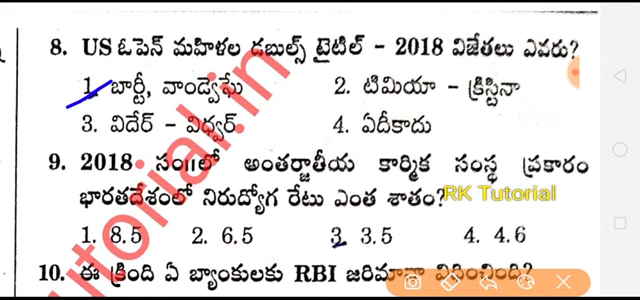 8. US ఓపెన్ మహిళల డబుల్స్ టైటిల్ - 2018 విజేతలు ఎవరు?
1. బార్టీ, వాండ్వెఘే 2. టిమియా - క్రిస్టినా
3. విదేర్ - విధ్వర్ 4. ఏదీకాదు
9. 2018 సం॥లో అంతర్జాతీయ కార్మిక సంస్థ ప్రకారం
భారతదేశంలో నిరుద్యోగ రేటు ఎంత శాతం?
RK Tutorial
1. 8.5 2. 6.5 3. 3.5 4. 4.6
10. ఈ క్రింది ఏ బ్యాంకులకు RBI జరిమానా విధించింది?
utorial.in